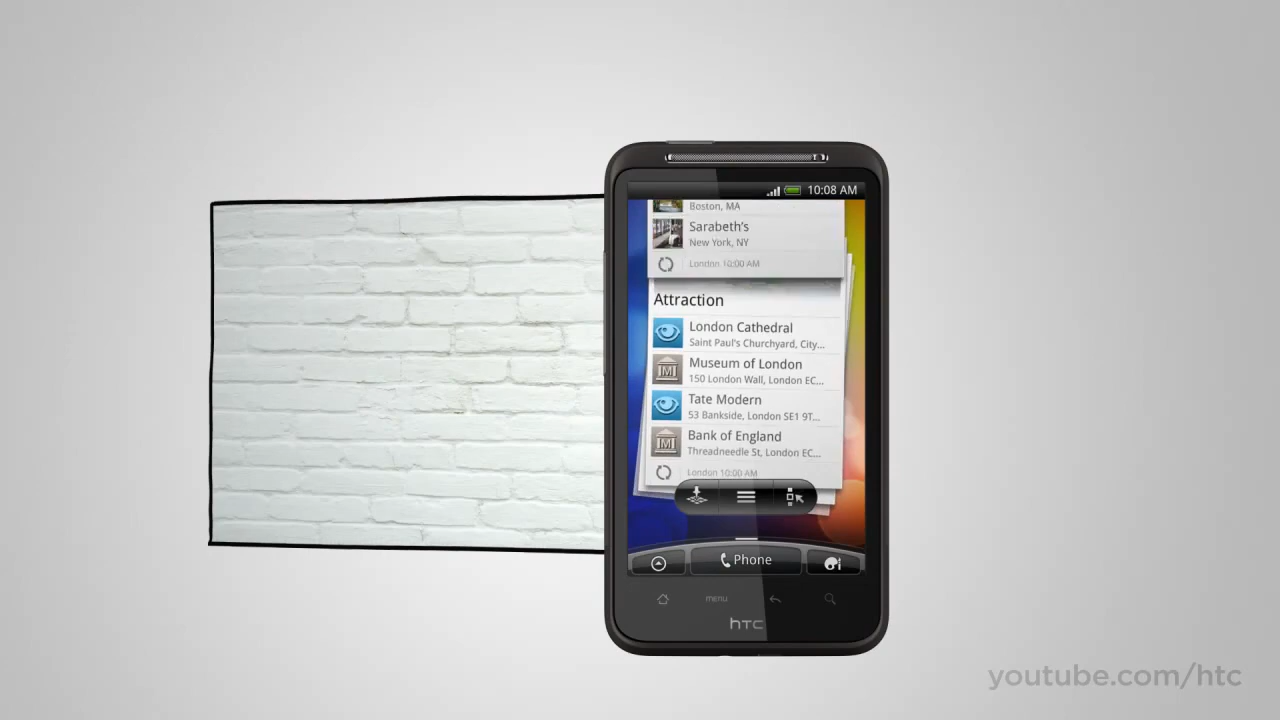 10:08 AM
Boston, MA
Sarabeth's
New York, NY
London 10:00 AM
Attraction
London Cathedral
Saint Paul's Churchyard, City...
Museum of London
150 London Wall, London EC...
Tate Modern
53 Bankside, London SE1 9T...
Bank of England
Threadneedle St, London EC...
London 10:00 AM
Phone
menu
hTC
youtube.com/htc